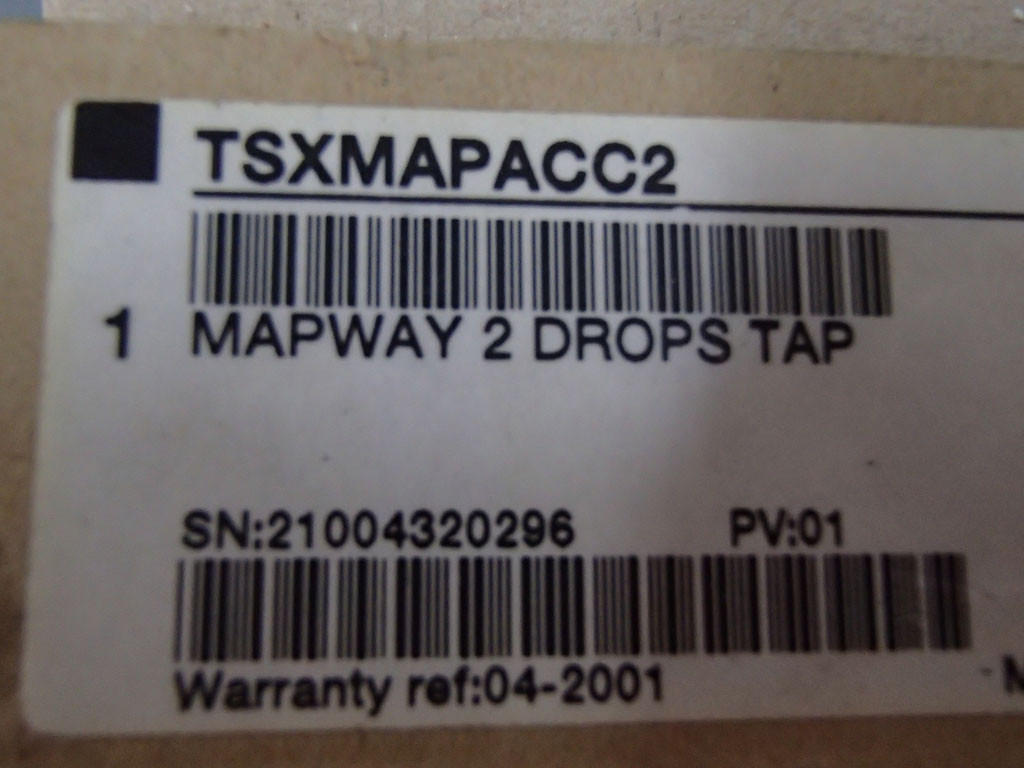 TSXMAPACC2
1 MAPWAY 2 DROPS TAP
SN:21004320296 PV:01
Warranty ref:04-2001